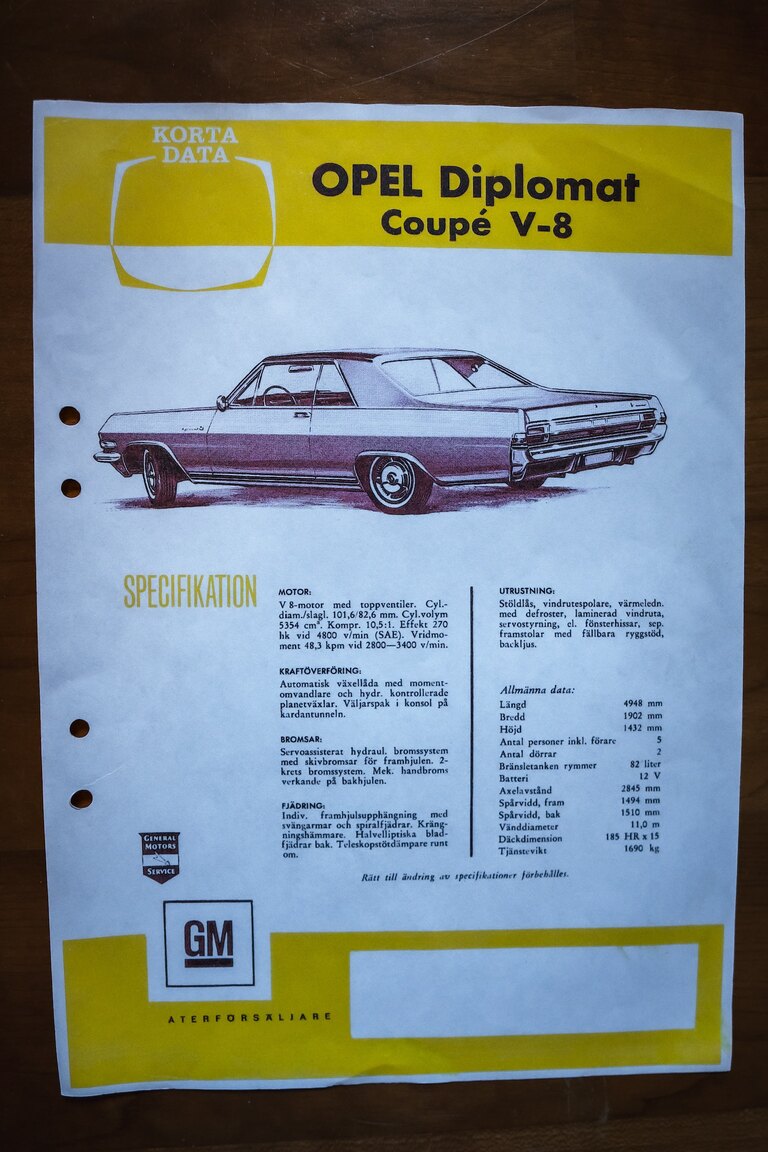 KORTA
DATA
OPEL Diplomat
Coupé V-8
SPECIFIKATION
MOTOR:
V 8-motor med toppventiler. Cyl.-
diam./slagl. 101,6/82,6 mm. Cyl.volym
5354 cm³. Kompr. 10,5:1. Effekt 270
hk vid 4800 v/min (SAE). Vridmo-
ment 48,3 kpm vid 2800—3400 v/min.
KRAFTÖVERFÖRING:
Automatisk växellåda med moment-
omvandlare och hydr. kontrollerade
planetväxlar. Väljarspak i konsol på
kardantunneln.
BROMSAR:
Servoassisterat hydraul. bromssystem
med skivbromsar för framhjulen. 2-
krets bromssystem. Mek. handbroms
verkande på bakhjulen.
FJÄDRING:
Indiv. framhjulsupphängning med
svängarmar och spiralfjädrar. Kräng-
ningshämmare. Halvelliptiska blad-
fjädrar bak. Teleskopstötdämpare runt
om.
UTRUSTNING:
Stöldlås, vindrutespolare, värmeledn.
med defroster, laminerad vindruta,
servostyrning, el. fönsterhissar, sep.
framstolar med fällbara ryggstöd,
backljus.
Allmänna data:
Längd 4948 mm
Bredd 1902 mm
Höjd 1432 mm
Antal personer inkl. förare 5
Antal dörrar 2
Bränsletanken rymmer 82 liter
Batteri 12 V
Axelavstånd 2845 mm
Spårvidd, fram 1494 mm
Spårvidd, bak 1510 mm
Vänddiameter 11,0 m
Däckdimension 185 HR x 15
Tjänstevikt 1690 kg
Rätt till ändring av specifikationer förbehålles.
GENERAL
MOTORS
SERVICE
GM
ÅTERFÖRSÄLJARE